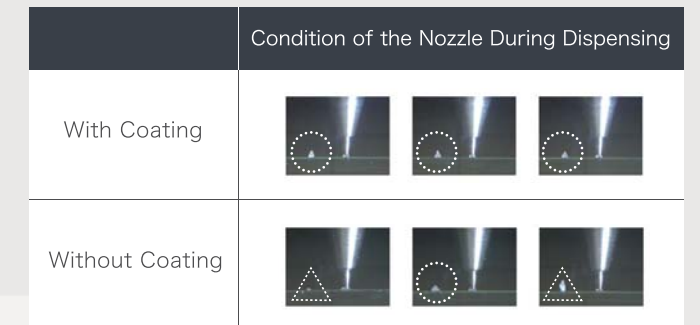 Condition of the Nozzle During Dispensing
With Coating
Without Coating